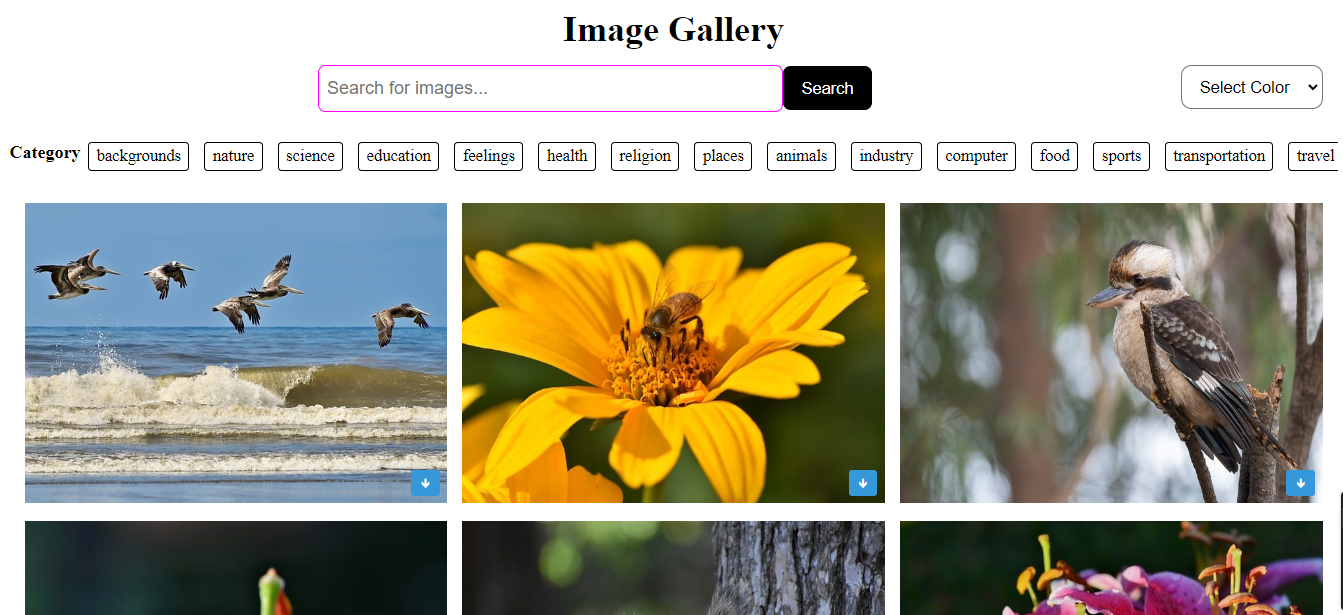 Image Gallery
Search for images... Search Select Color
Category backgrounds nature science education feelings health religion places animals industry computer food sports transportation travel